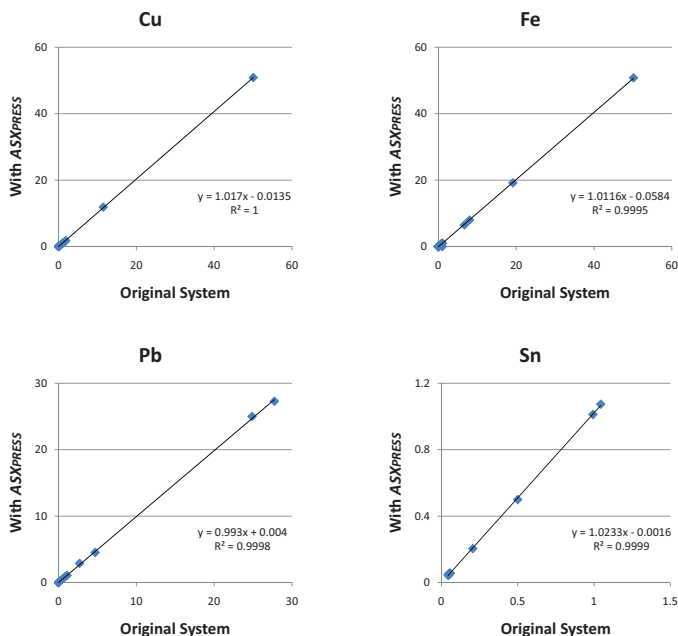 Cu
60
40
20
0
0 20 40 60
With ASXPRESS
Original System
y = 1.017x - 0.0135
R² = 1
Fe
60
40
20
0
0 20 40 60
With ASXPRESS
Original System
y = 1.0116x - 0.0584
R² = 0.9995
Pb
30
20
10
0
0 10 20 30
With ASXPRESS
Original System
y = 0.993x + 0.004
R² = 0.9998
Sn
1.2
0.8
0.4
0
0 0.5 1 1.5
With ASXPRESS
Original System
y = 1.0233x - 0.0016
R² = 0.9999